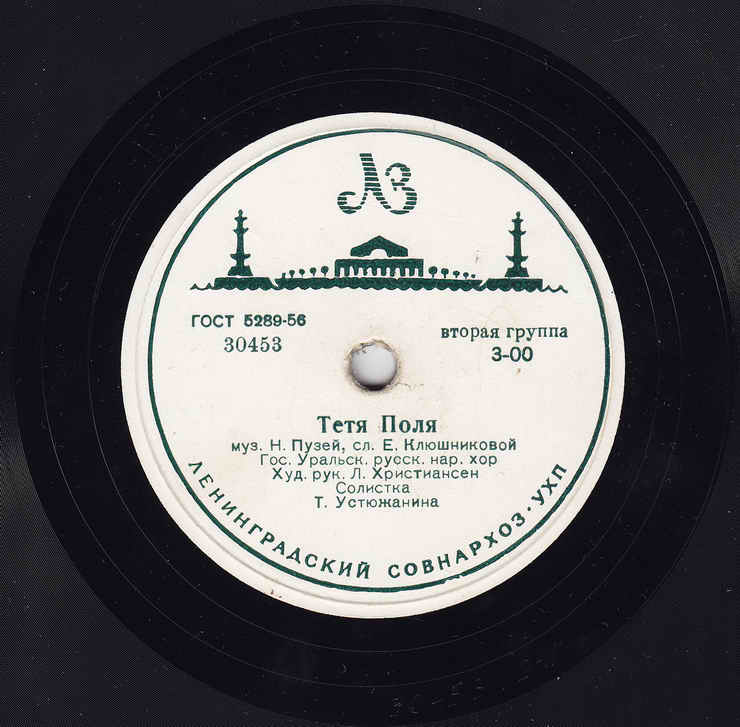 ЛЗ
ГОСТ 5289-56
30453
вторая группа
3-00
Тетя Поля
муз. Н. Пузей, сл. Е. Клюшниковой
Гос. Уральск. русск. нар. хор
Худ. рук. Л. Христиансен
Солистка
Т. Устюжанина
ЛЕНИНГРАДСКИЙ СОВНАРХОЗ · УХП